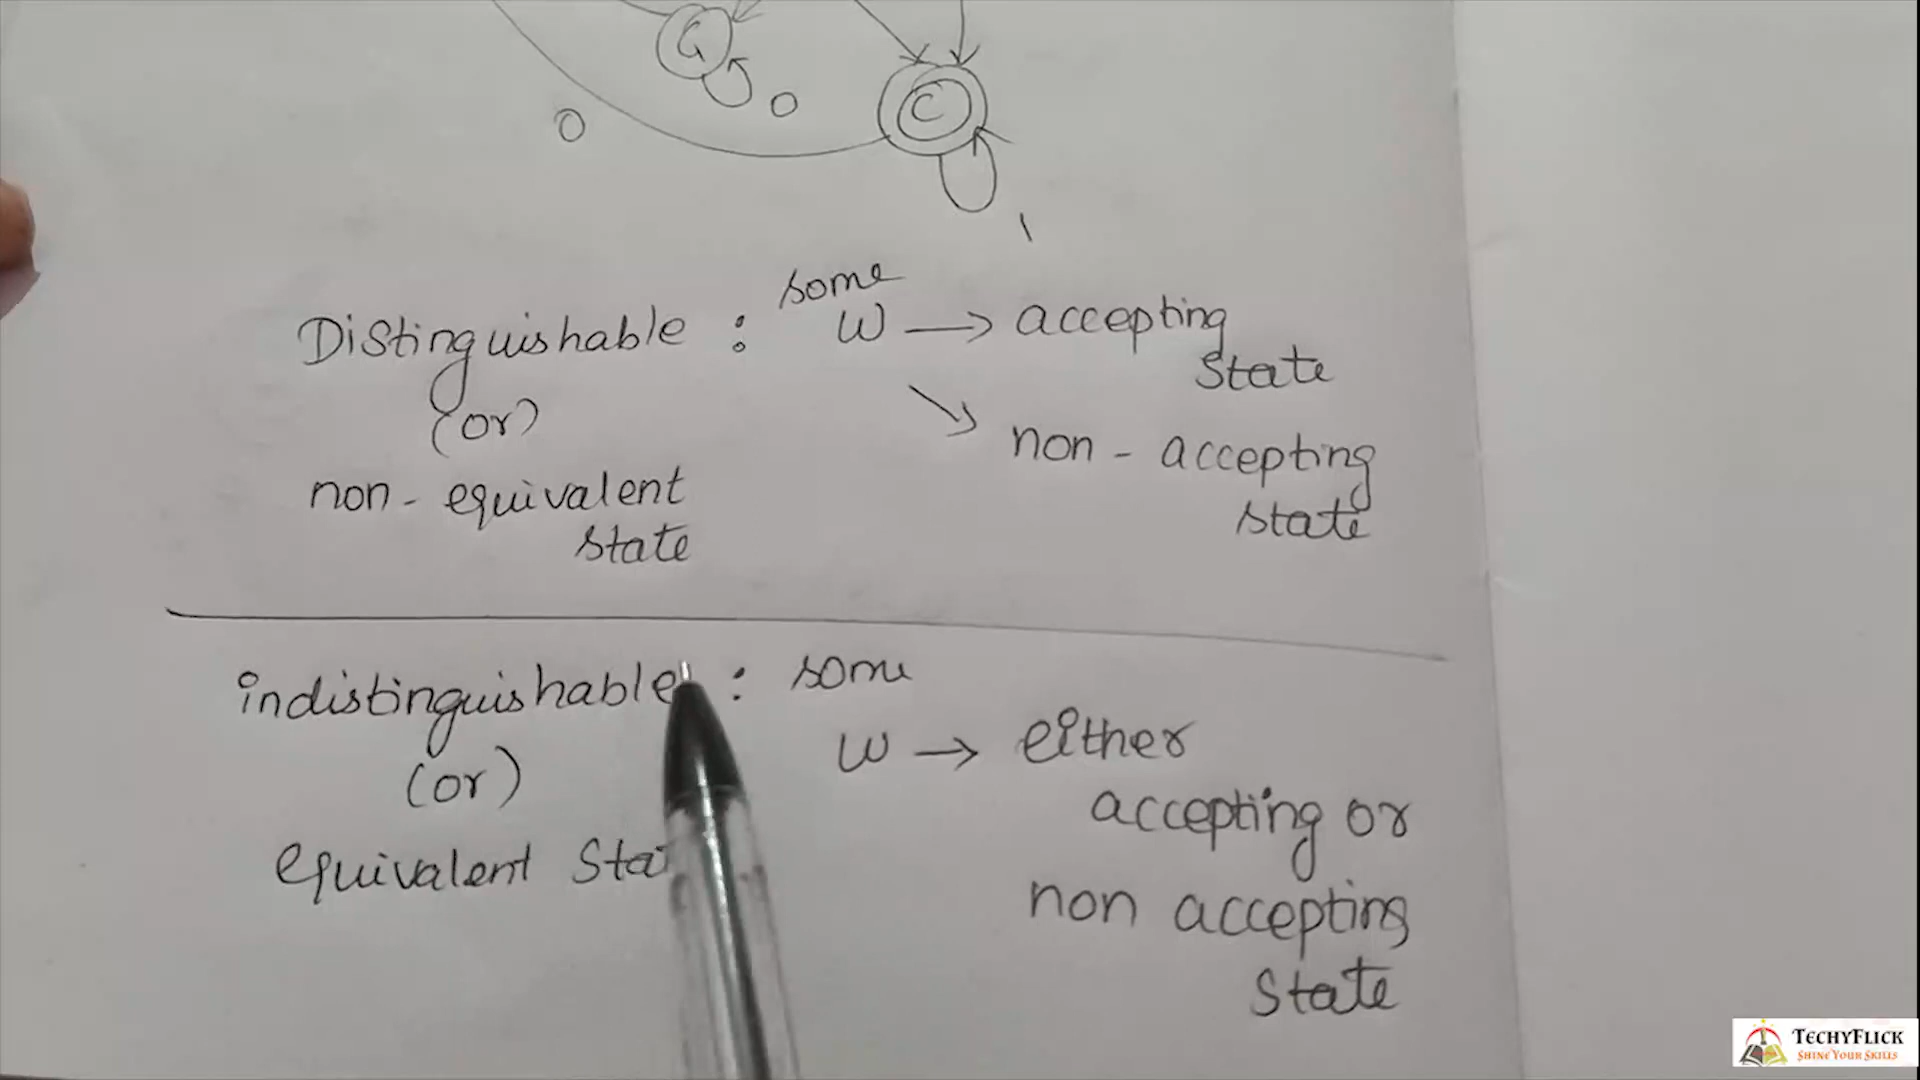 G
0
0
C
1
some
Distinguishable : w → accepting
state
(or)
non - accepting
non - equivalent
state
state
indistinguishable : some
w → either
(or)
accepting or
equivalent Sta
non accepting
state
TECHYFLICK
SHINE YOUR SKILLS